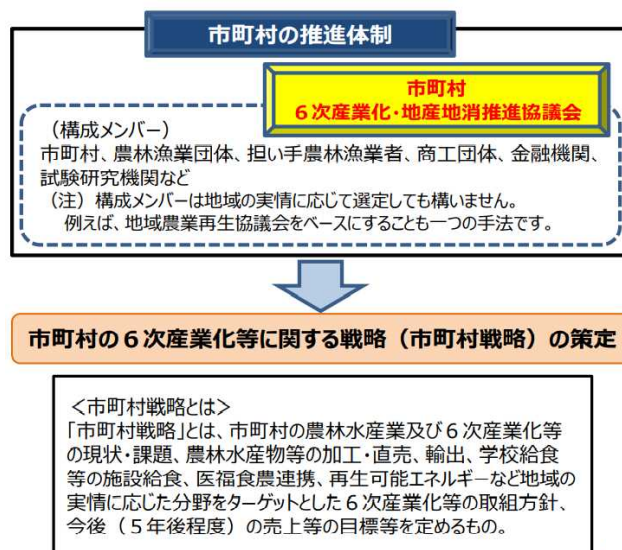 市町村の推進体制
市町村
６次産業化･地産地消推進協議会
（構成メンバー）
市町村、農林漁業団体、担い手農林漁業者、商工団体、金融機関、
試験研究機関など
（注）構成メンバーは地域の実情に応じて選定しても構いません。
例えば、地域農業再生協議会をベースにすることも一つの手法です。
市町村の６次産業化等に関する戦略（市町村戦略）の策定
＜市町村戦略とは＞
「市町村戦略」とは、市町村の農林水産業及び６次産業化等
の現状・課題、農林水産物等の加工・直売、輸出、学校給食
等の施設給食、医福食農連携、再生可能エネルギーなど地域の
実情に応じた分野をターゲットとした６次産業化等の取組方針、
今後（５年後程度）の売上等の目標等を定めるもの。